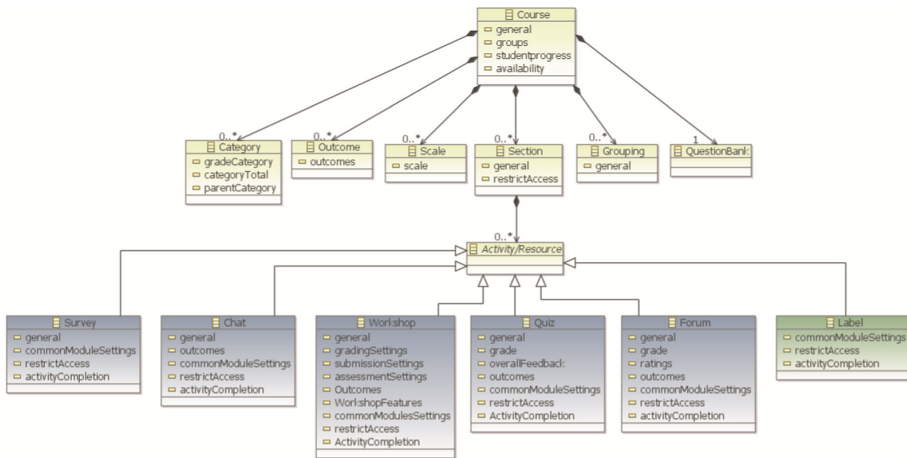 Course
general
groups
studentprogress
availability
0..*
0..*
0..*
0..*
0..*
1
Category
gradeCategory
categoryTotal
parentCategory
Outcome
outcomes
Scale
scale
Section
general
restrictAccess
Grouping
general
QuestionBank
0..*
Activity/Resource
Survey
general
commonModuleSettings
restrictAccess
activityCompletion
Chat
general
outcomes
commonModuleSettings
restrictAccess
activityCompletion
Workshop
general
gradingSettings
submissionSettings
assessmentSettings
Outcomes
WorkshopFeatures
commonModulesSettings
restrictAccess
ActivityCompletion
Quiz
general
grade
overallFeedback
outcomes
commonModuleSettings
restrictAccess
ActivityCompletion
Forum
general
grade
ratings
outcomes
commonModuleSettings
restrictAccess
activityCompletion
Label
commonModuleSettings
restrictAccess
activityCompletion